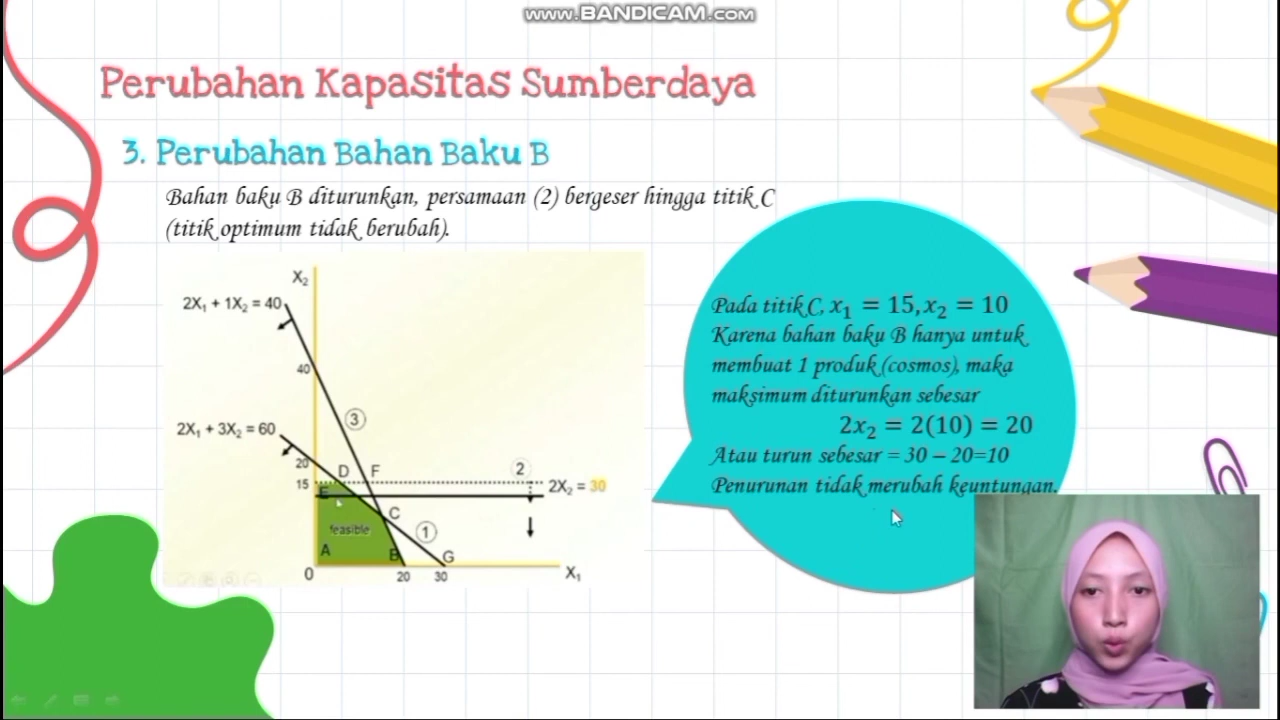 www.BANDICAM.com
Perubahan Kapasitas Sumberdaya
3. Perubahan Bahan Baku B
Bahan baku B diturunkan, persamaan (2) bergeser hingga titik C
(titik optimum tidak berubah).
X₂
2X₁ + 1X₂ = 40
40
3
2X₁ + 3X₂ = 60
20
D
F
2
15
E
2X₂ = 30
C
feasible
1
A
B
G
0
20
30
X₁
Pada titik C, x₁ = 15, x₂ = 10
Karena bahan baku B hanya untuk
membuat 1 produk (cosmos), maka
maksimum diturunkan sebesar
2x₂ = 2(10) = 20
Atau turun sebesar = 30 – 20=10
Penurunan tidak merubah keuntungan.